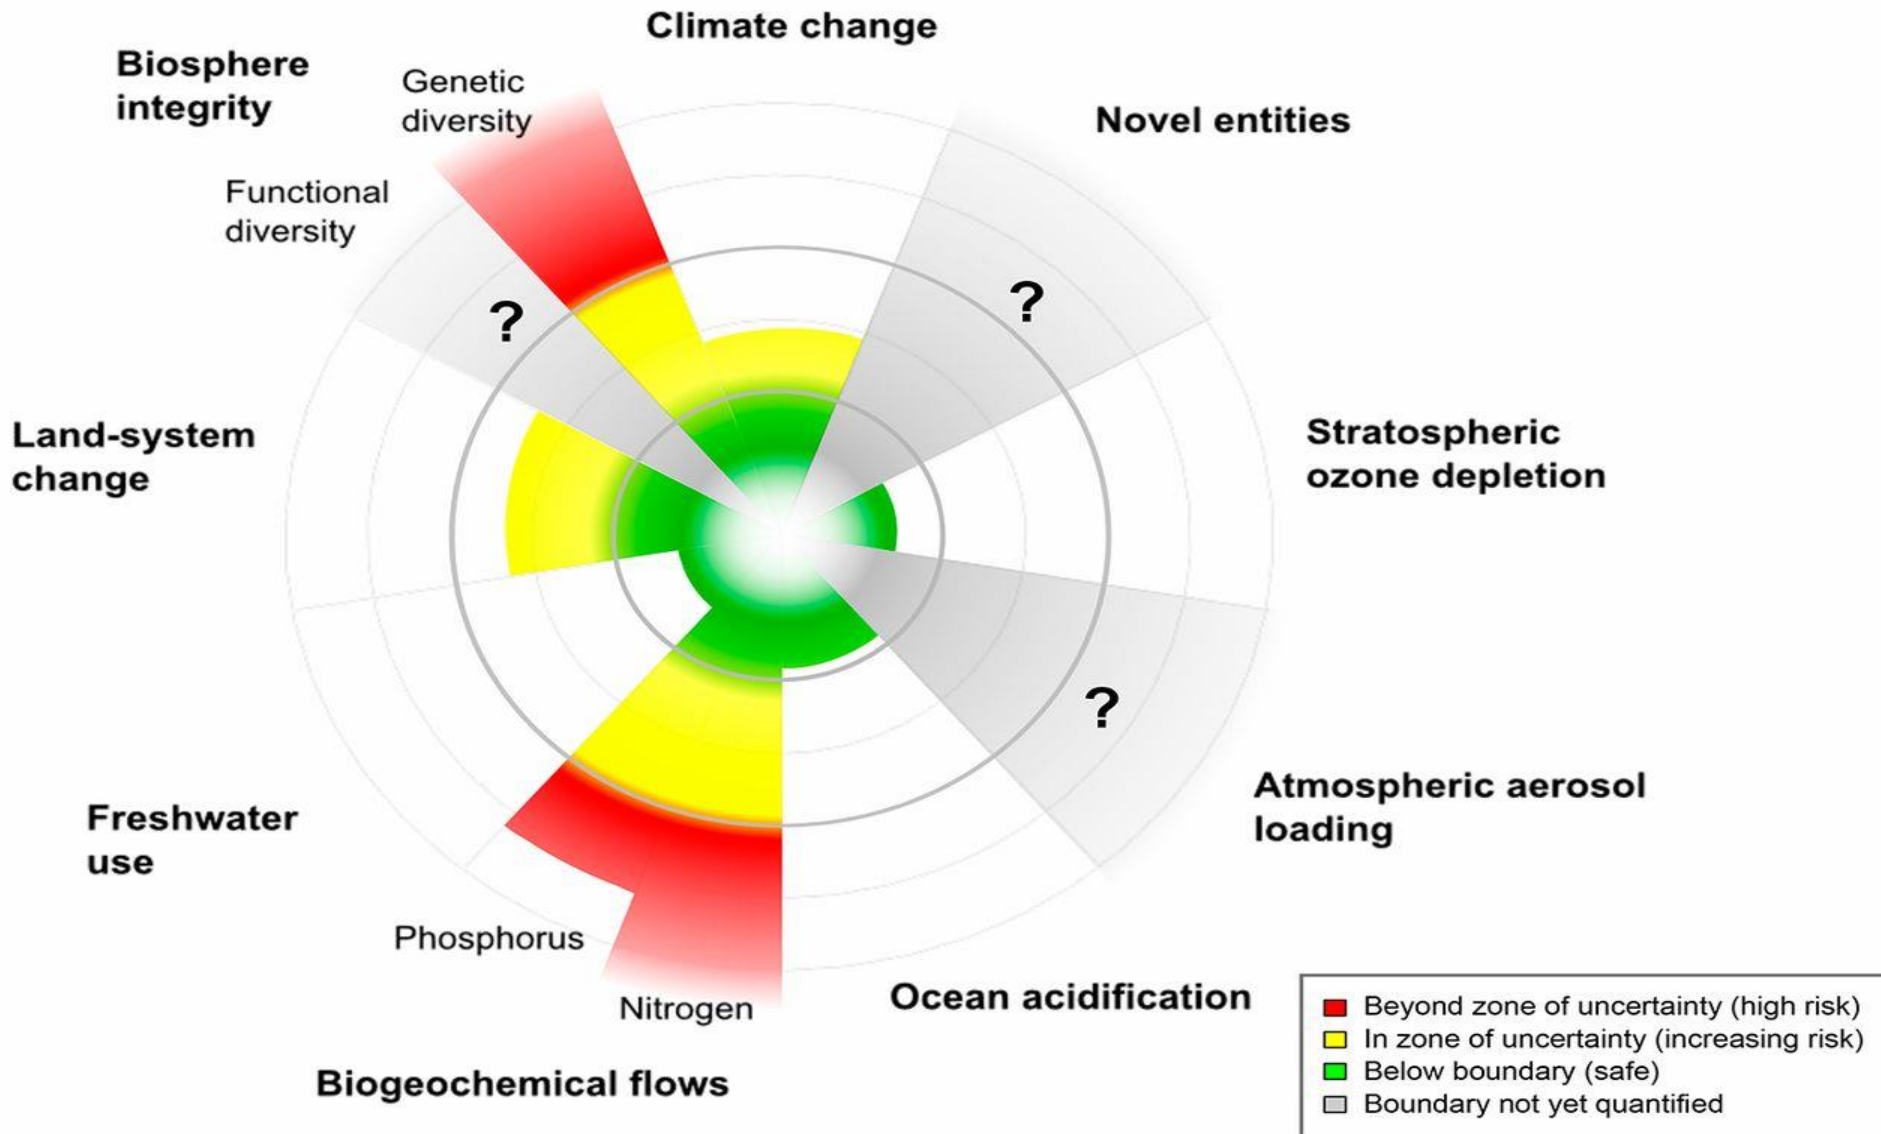 Climate change
Biosphere
integrity
Genetic
diversity
Novel entities
Functional
diversity
?
?
Land-system
change
Stratospheric
ozone depletion
?
Atmospheric aerosol
loading
Freshwater
use
Phosphorus
Nitrogen
Ocean acidification
Biogeochemical flows
Beyond zone of uncertainty (high risk)
In zone of uncertainty (increasing risk)
Below boundary (safe)
Boundary not yet quantified